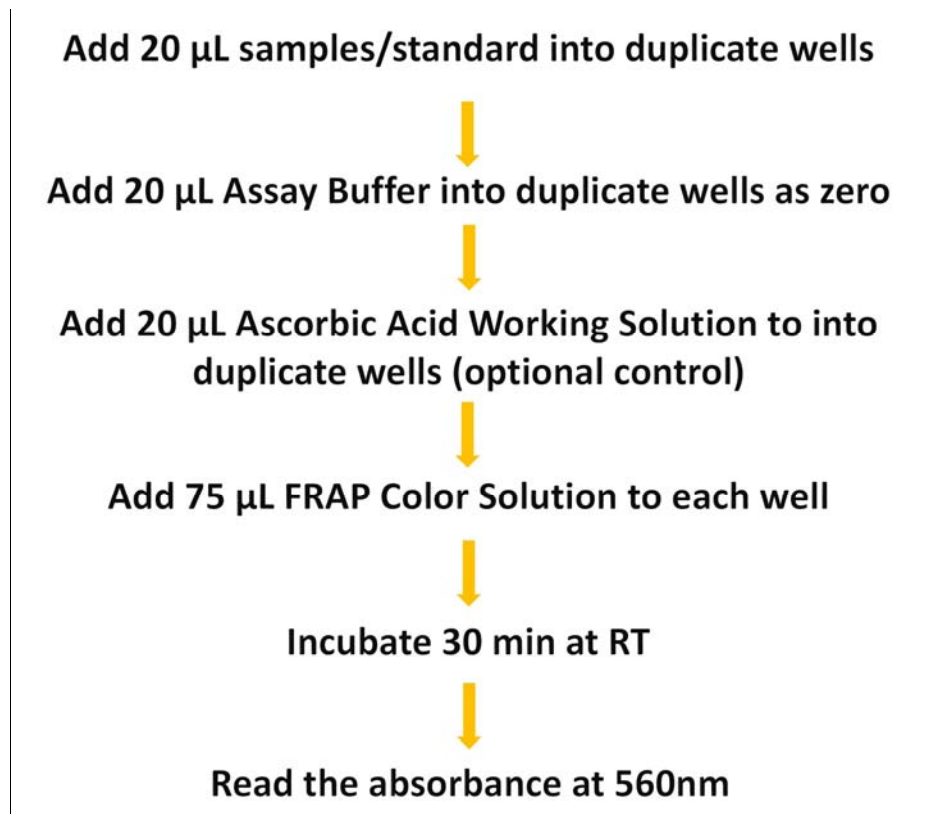 Add 20 µL samples/standard into duplicate wells
Add 20 µL Assay Buffer into duplicate wells as zero
Add 20 µL Ascorbic Acid Working Solution to into
duplicate wells (optional control)
Add 75 µL FRAP Color Solution to each well
Incubate 30 min at RT
Read the absorbance at 560nm